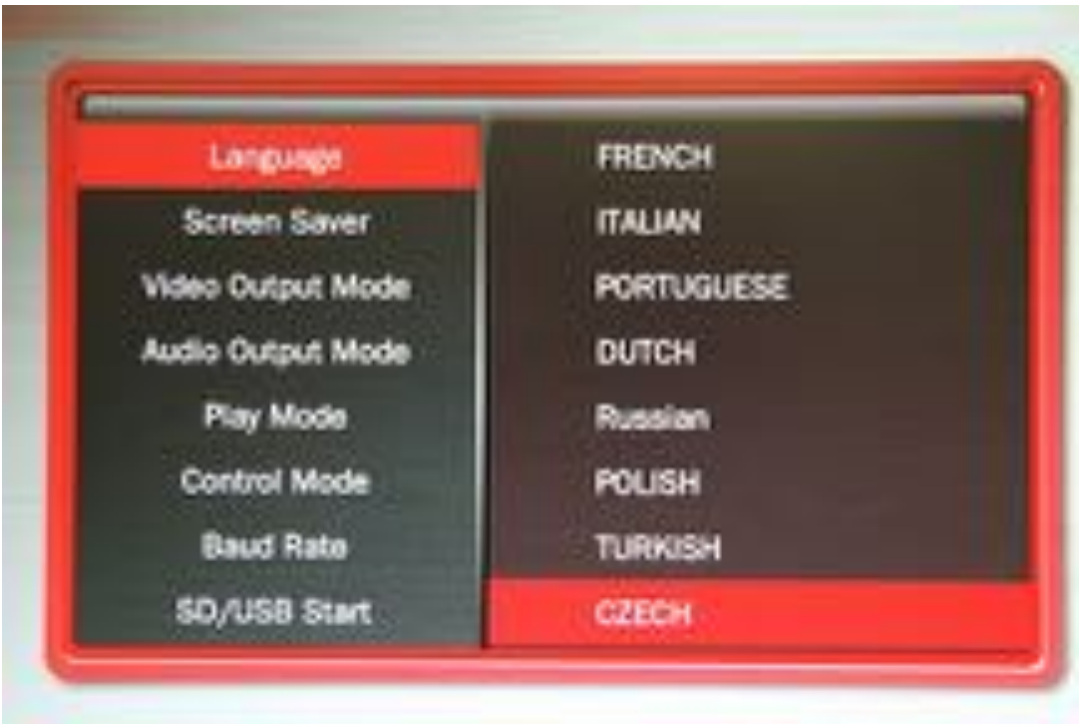 Language
Screen Saver
Video Output Mode
Audio Output Mode
Play Mode
Control Mode
Baud Rate
SD/USB Start
FRENCH
ITALIAN
PORTUGUESE
DUTCH
Russian
POLISH
TURKISH
CZECH